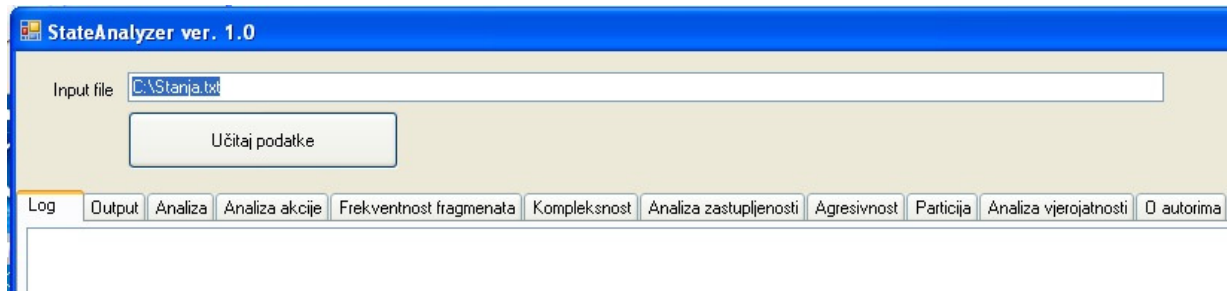 StateAnalyzer ver. 1.0
Input file C:\Stanja.txt
Učitaj podatke
Log Output Analiza Analiza akcije Frekventnost fragmenata Kompleksnost Analiza zastupljenosti Agresivnost Particija Analiza vjerojatnosti O autorima